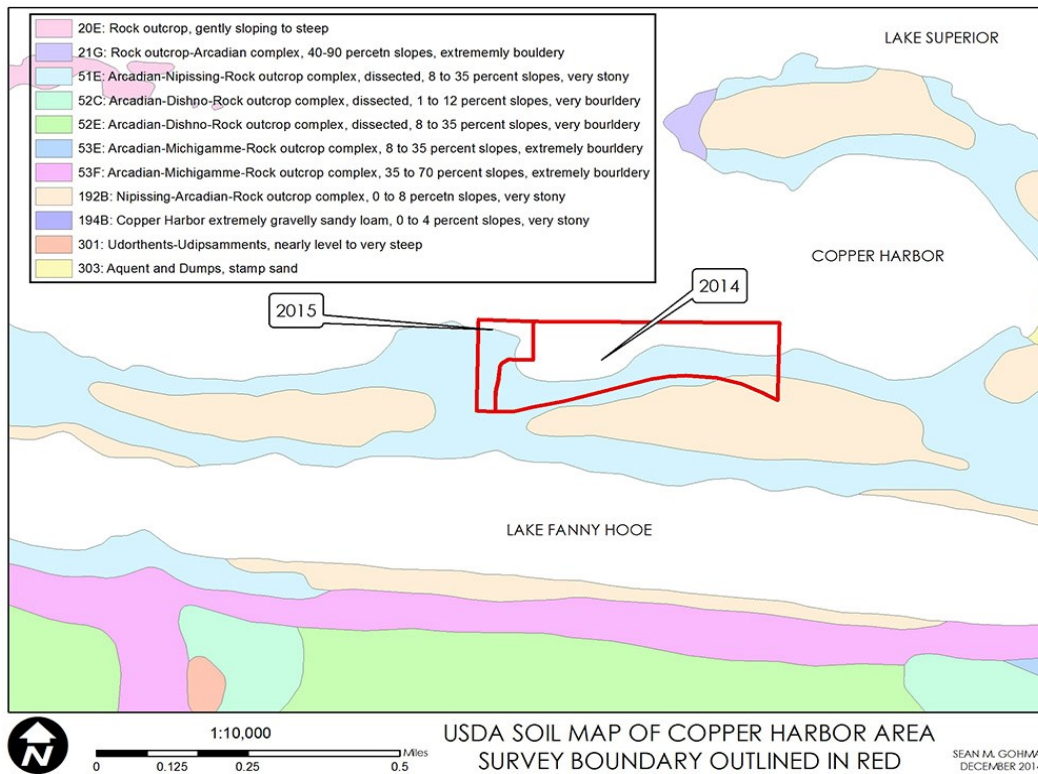 20E: Rock outcrop, gently sloping to steep
21G: Rock outcrop-Arcadian complex, 40-90 percetn slopes, extrememly bouldery
51E: Arcadian-Nipissing-Rock outcrop complex, dissected, 8 to 35 percent slopes, very stony
52C: Arcadian-Dishno-Rock outcrop complex, dissected, 1 to 12 percent slopes, very bourldery
52E: Arcadian-Dishno-Rock outcrop complex, dissected, 8 to 35 percent slopes, very bourldery
53E: Arcadian-Michigamme-Rock outcrop complex, 8 to 35 percent slopes, extremely bourldery
53F: Arcadian-Michigamme-Rock outcrop complex, 35 to 70 percent slopes, extremely bourldery
192B: Nipissing-Arcadian-Rock outcrop complex, 0 to 8 percetn slopes, very stony
194B: Copper Harbor extremely gravelly sandy loam, 0 to 4 percent slopes, very stony
301: Udorthents-Udipsamments, nearly level to very steep
303: Aquent and Dumps, stamp sand
LAKE SUPERIOR
COPPER HARBOR
2015
2014
LAKE FANNY HOOE
N
1:10,000
Miles
0 0.125 0.25 0.5
USDA SOIL MAP OF COPPER HARBOR AREA
SURVEY BOUNDARY OUTLINED IN RED
SEAN M. GOHMA
DECEMBER 2014